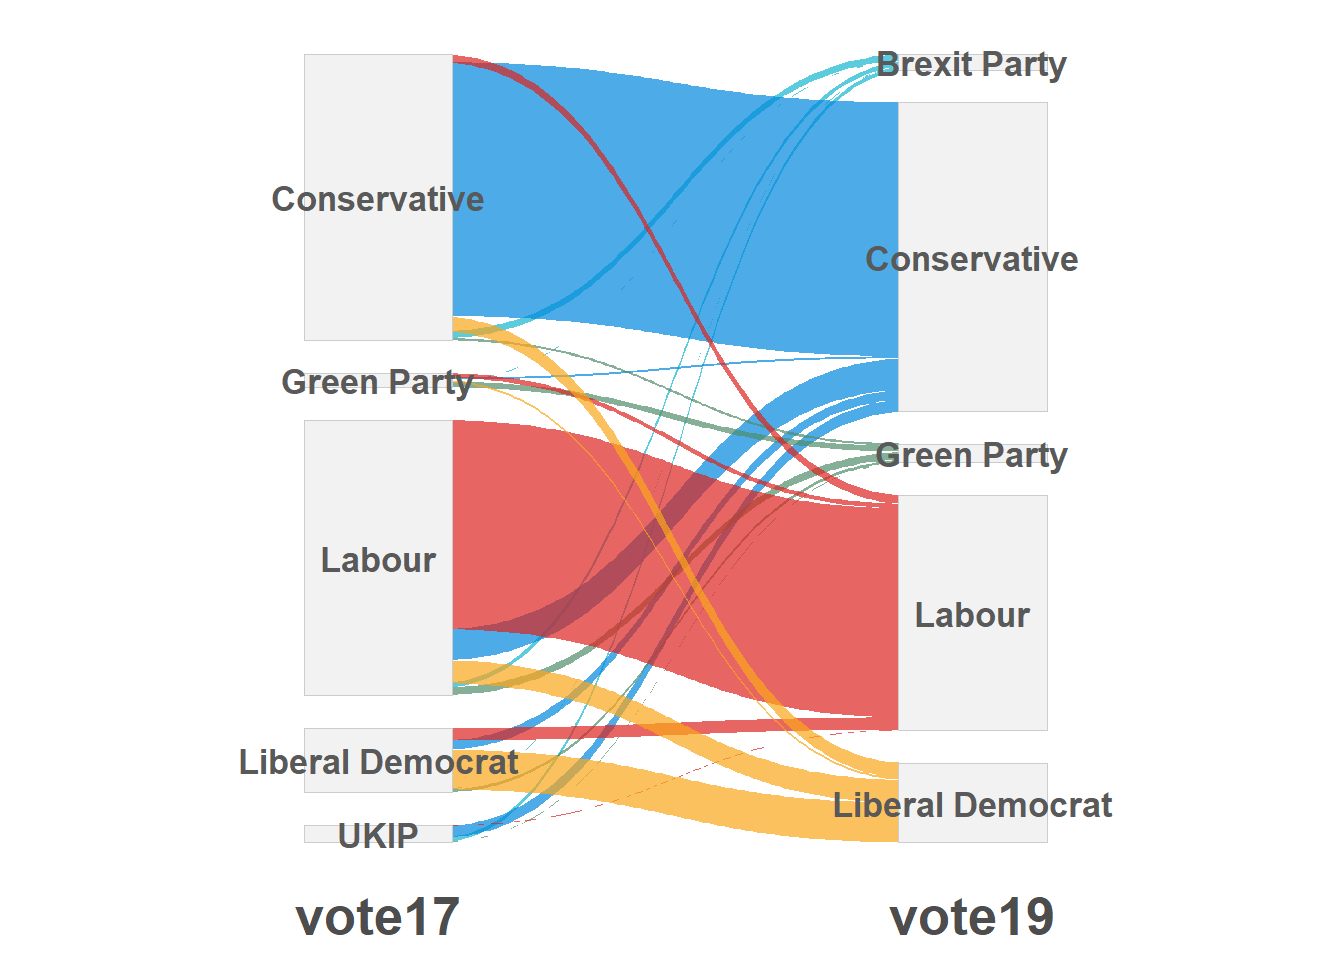 Conservative
Green Party
Labour
Liberal Democrat
UKIP
vote17
Brexit Party
Conservative
Green Party
Labour
Liberal Democrat
vote19